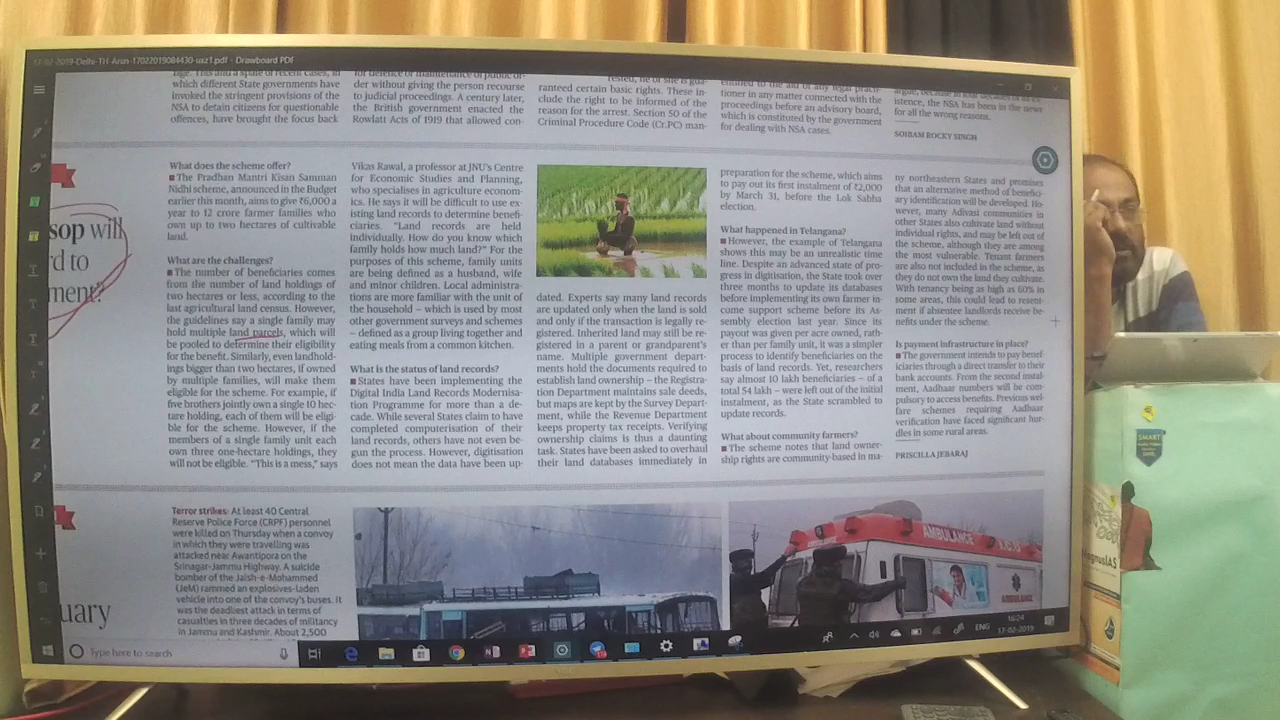 17-02-2019-Delhi-TH-Arun-17022019084430-uxz1.pdf - Drawboard PDF
which different State governments have
invoked the stringent provisions of the
NSA to detain citizens for questionable
offences, have brought the focus back
der without giving the person recourse
to judicial proceedings. A century later,
the British government enacted the
Rowlatt Acts of 1919 that allowed con-
ranteed certain basic rights. These in-
clude the right to be informed of the
reason for the arrest. Section 50 of the
Criminal Procedure Code (Cr.PC) man-
tioner in any matter connected with the
proceedings before an advisory board,
which is constituted by the government
for dealing with NSA cases.
istence, the NSA has been in the news
for all the wrong reasons.
SOIBAM ROCKY SINGH
sop will
rd to
ment?
What does the scheme offer?
■ The Pradhan Mantri Kisan Samman
Nidhi scheme, announced in the Budget
earlier this month, aims to give ₹6,000 a
year to 12 crore farmer families who
own up to two hectares of cultivable
land.
What are the challenges?
■ The number of beneficiaries comes
from the number of land holdings of
two hectares or less, according to the
last agricultural land census. However,
the guidelines say a single family may
hold multiple land parcels, which will
be pooled to determine their eligibility
for the benefit. Similarly, even landhold-
ings bigger than two hectares, if owned
by multiple families, will make them
eligible for the scheme. For example, if
five brothers jointly own a single 10 hec-
tare holding, each of them will be eligi-
ble for the scheme. However, if the
members of a single family unit each
own three one-hectare holdings, they
will not be eligible. "This is a mess," says
Vikas Rawal, a professor at JNU's Centre
for Economic Studies and Planning,
who specialises in agriculture econom-
ics. He says it will be difficult to use ex-
isting land records to determine benefi-
ciaries. "Land records are held
individually. How do you know which
family holds how much land?" For the
purposes of this scheme, family units
are being defined as a husband, wife
and minor children. Local administra-
tions are more familiar with the unit of
the household – which is used by most
other government surveys and schemes
– defined as a group living together and
eating meals from a common kitchen.
What is the status of land records?
■ States have been implementing the
Digital India Land Records Modernisa-
tion Programme for more than a de-
cade. While several States claim to have
completed computerisation of their
land records, others have not even be-
gun the process. However, digitisation
does not mean the data have been up-
dated. Experts say many land records
are updated only when the land is sold
and only if the transaction is legally re-
gistered. Inherited land may still be re-
gistered in a parent or grandparent's
name. Multiple government depart-
ments hold the documents required to
establish land ownership – the Registra-
tion Department maintains sale deeds,
but maps are kept by the Survey Depart-
ment, while the Revenue Department
keeps property tax receipts. Verifying
ownership claims is thus a daunting
task. States have been asked to overhaul
their land databases immediately in
preparation for the scheme, which aims
to pay out its first instalment of ₹2,000
by March 31, before the Lok Sabha
election.
What happened in Telangana?
■ However, the example of Telangana
shows this may be an unrealistic time
line. Despite an advanced state of pro-
gress in digitisation, the State took over
three months to update its databases
before implementing its own farmer in-
come support scheme before its As-
sembly election last year. Since its
payout was given per acre owned, rath-
er than per family unit, it was a simpler
process to identify beneficiaries on the
basis of land records. Yet, researchers
say almost 10 lakh beneficiaries – of a
total 54 lakh – were left out of the initial
instalment, as the State scrambled to
update records.
What about community farmers?
■ The scheme notes that land owner-
ship rights are community-based in ma-
ny northeastern States and promises
that an alternative method of benefici-
ary identification will be developed. Ho-
wever, many Adivasi communities in
other States also cultivate land without
individual rights, and may be left out of
the scheme, although they are among
the most vulnerable. Tenant farmers
are also not included in the scheme, as
they do not own the land they cultivate.
With tenancy being as high as 60% in
some areas, this could lead to resent-
ment if absentee landlords receive be-
nefits under the scheme.
Is payment infrastructure in place?
■ The government intends to pay benef-
iciaries through a direct transfer to their
bank accounts. From the second instal-
ment, Aadhaar numbers will be com-
pulsory to access benefits. Previous wel-
fare schemes requiring Aadhaar
verification have faced significant hur-
dles in some rural areas.
PRISCILLA JEBARAJ
uary
Terror strikes: At least 40 Central
Reserve Police Force (CRPF) personnel
were killed on Thursday when a convoy
in which they were travelling was
attacked near Awantipora on the
Srinagar-Jammu Highway. A suicide
bomber of the Jaish-e-Mohammed
(JeM) rammed an explosives-laden
vehicle into one of the convoy's buses. It
was the deadliest attack in terms of
casualties in three decades of militancy
in Jammu and Kashmir. About 2,500
AMBULANCE
AMBULANCE
Type here to search
ENG
16:24
17-02-2019
SMART